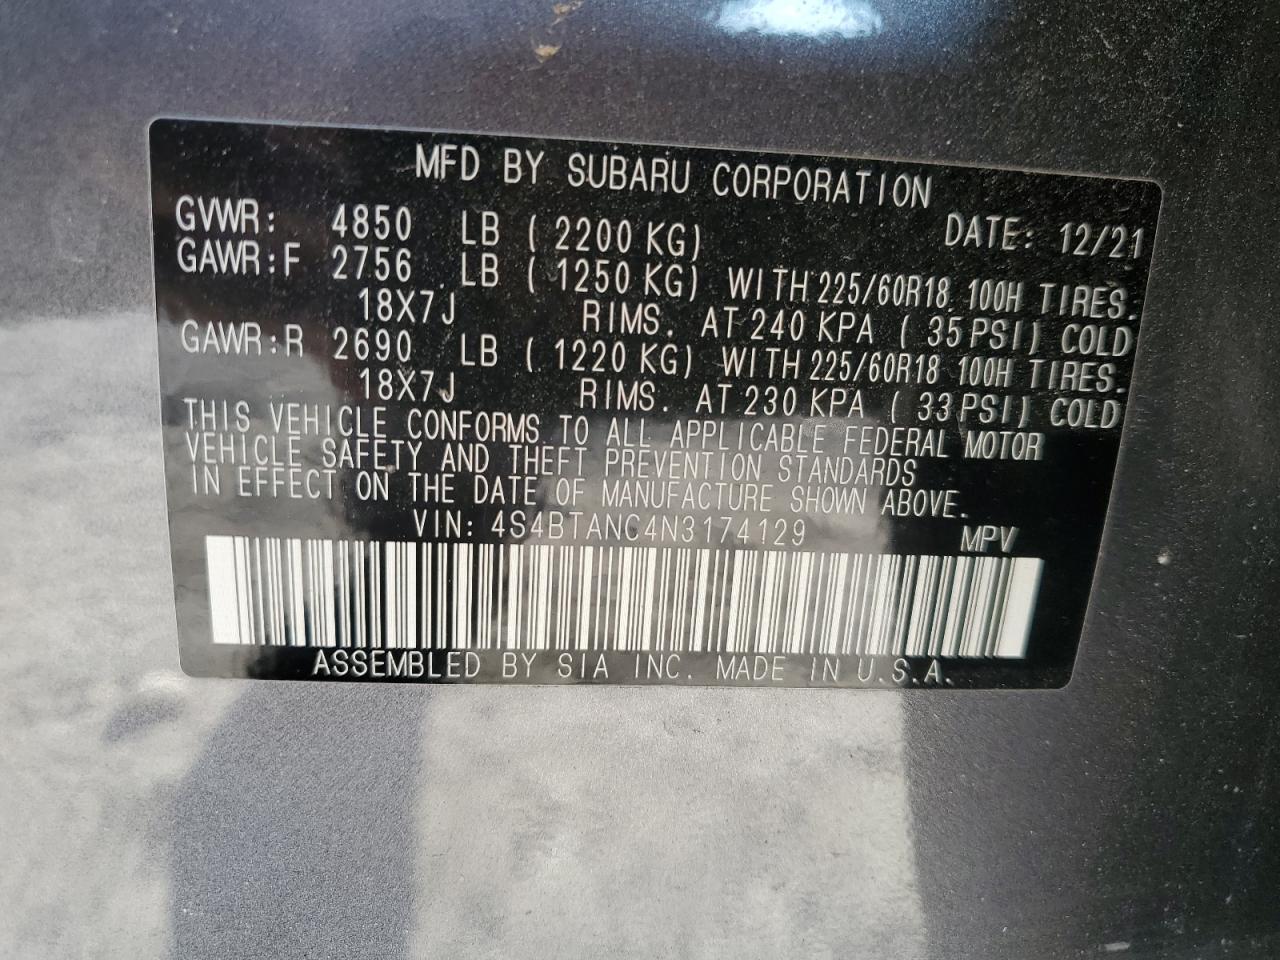 MFD BY SUBARU CORPORATION
GVWR: 4850 LB ( 2200 KG) DATE: 12/21
GAWR:F 2756 LB ( 1250 KG) WITH 225/60R18 100H TIRES.
18X7J RIMS. AT 240 KPA ( 35 PSI) COLD
GAWR:R 2690 LB ( 1220 KG) WITH 225/60R18 100H TIRES.
18X7J RIMS. AT 230 KPA ( 33 PSI) COLD
THIS VEHICLE CONFORMS TO ALL APPLICABLE FEDERAL MOTOR
VEHICLE SAFETY AND THEFT PREVENTION STANDARDS
IN EFFECT ON THE DATE OF MANUFACTURE SHOWN ABOVE.
VIN: 4S4BTANC4N3174129 MPV
ASSEMBLED BY SIA INC. MADE IN U.S.A.